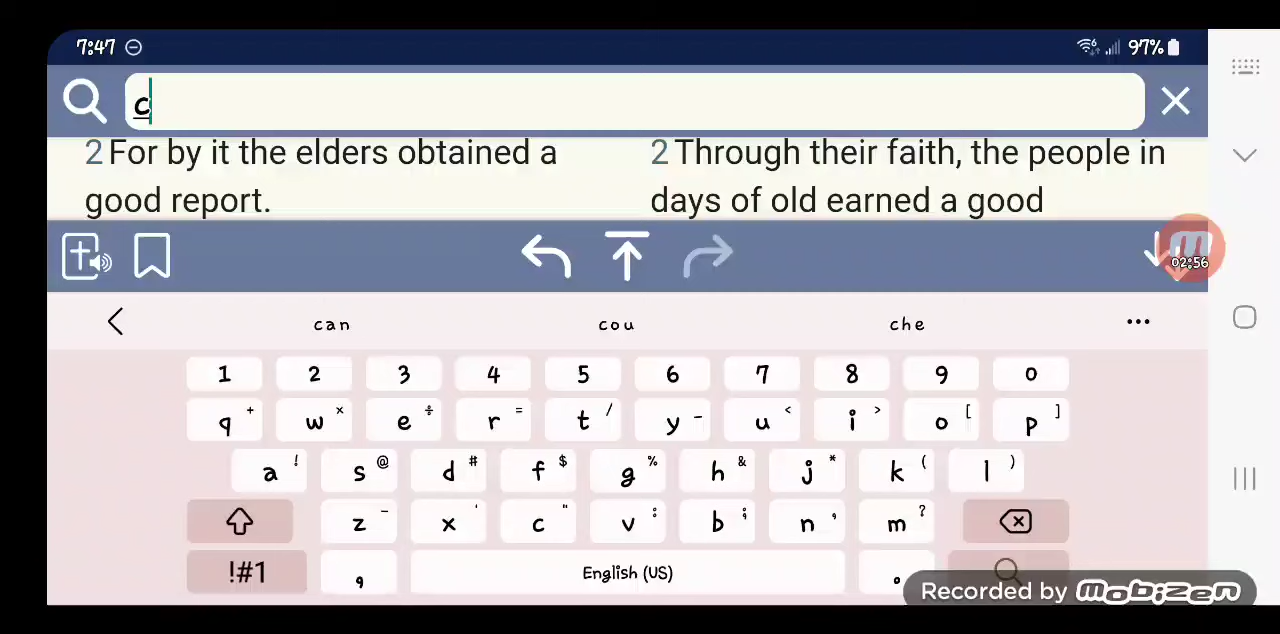 7:47 97%
c
2 For by it the elders obtained a
good report.
2 Through their faith, the people in
days of old earned a good
02:56
can cou che •••
1 2 3 4 5 6 7 8 9 0
q + w × e ÷ r = t / y - u < i > o [ p ]
a ! s @ d # f $ g % h & j * k ( l )
z - x ' c " v : b ; n , m ?
!#1 , English (US) .
Recorded by mobizen